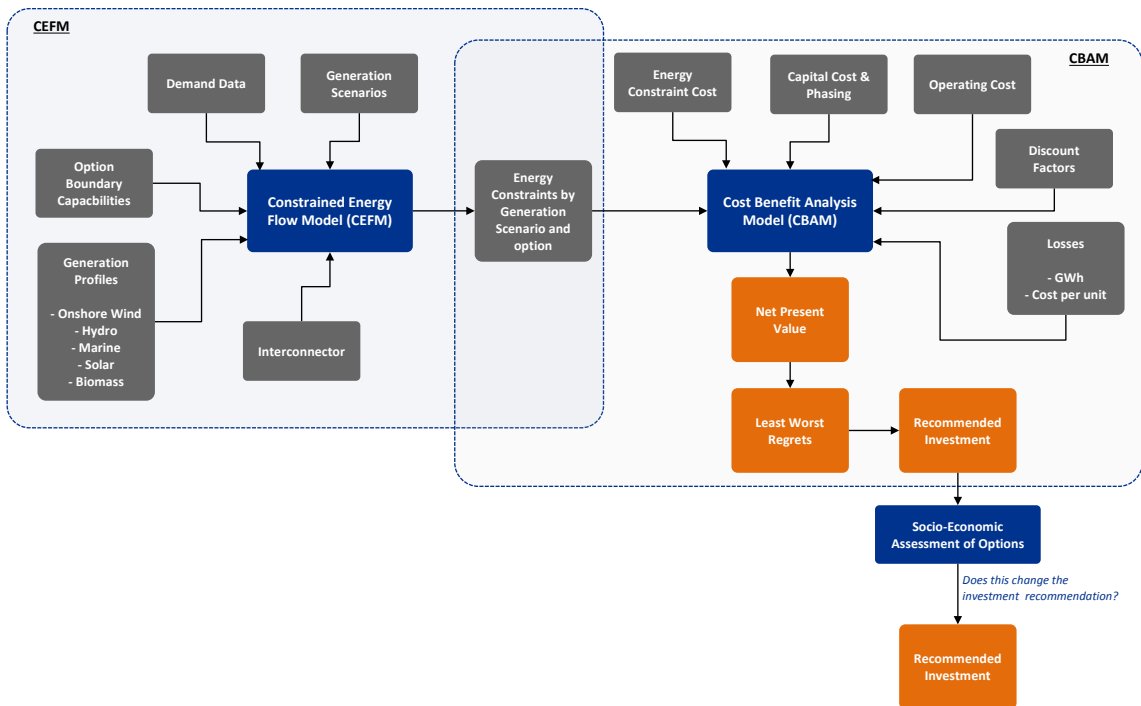 CEFM
CBAM
Demand Data
Generation
Scenarios
Energy
Constraint Cost
Capital Cost &
Phasing
Operating Cost
Option
Boundary
Capacbilities
Constrained Energy
Flow Model (CEFM)
Energy
Constraints by
Generation
Scenario and
option
Cost Benefit Analysis
Model (CBAM)
Discount
Factors
Generation
Profiles
- Onshore Wind
- Hydro
- Marine
- Solar
- Biomass
Interconnector
Losses
- GWh
- Cost per unit
Net Present
Value
Least Worst
Regrets
Recommended
Investment
Socio-Economic
Assessment of Options
Does this change the
investment recommendation?
Recommended
Investment